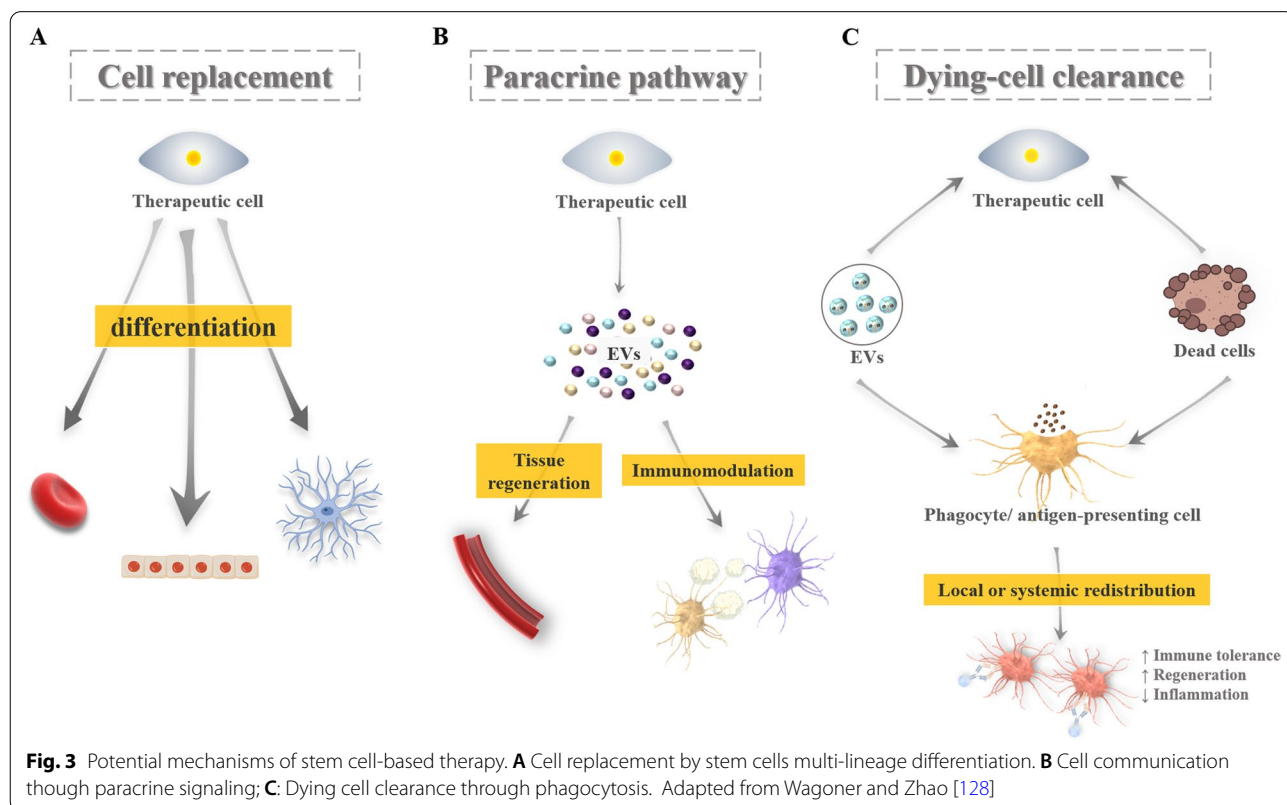 A
Cell replacement
Therapeutic cell
differentiation
B
Paracrine pathway
Therapeutic cell
EVs
Tissue
regeneration
Immunomodulation
C
Dying-cell clearance
Therapeutic cell
EVs
Dead cells
Phagocyte/ antigen-presenting cell
Local or systemic redistribution
↑ Immune tolerance
↑ Regeneration
↓ Inflammation
Fig. 3 Potential mechanisms of stem cell-based therapy. A Cell replacement by stem cells multi-lineage differentiation. B Cell communication
though paracrine signaling; C: Dying cell clearance through phagocytosis. Adapted from Wagoner and Zhao [128]